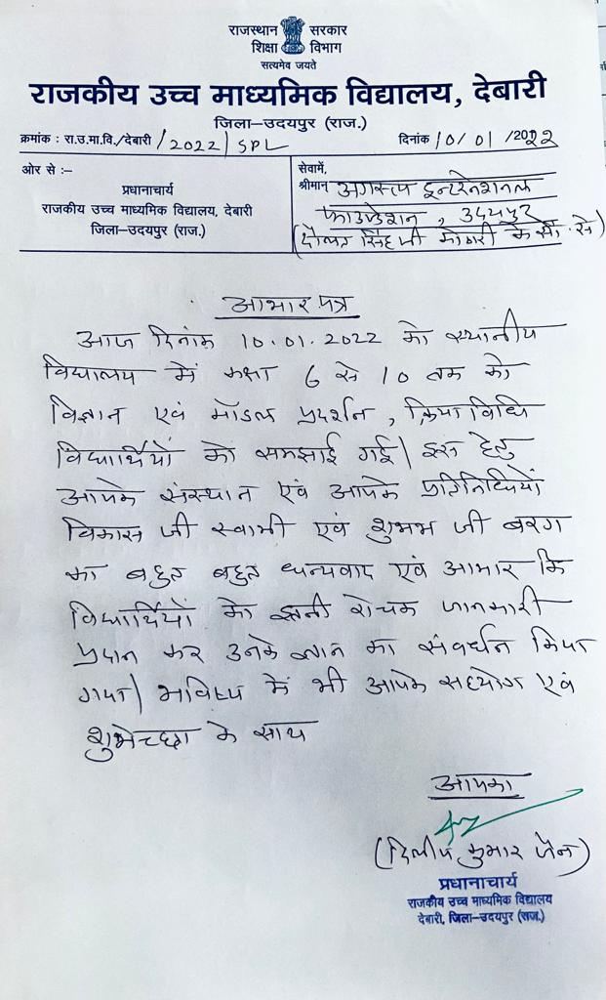 राजस्थान सरकार
शिक्षा विभाग
सत्यमेव जयते
राजकीय उच्च माध्यमिक विद्यालय, देबारी
जिला–उदयपुर (राज.)
क्रमांक : रा.उ.मा.वि./देबारी/2022/SPL दिनांक 10/01/2022
ओर से :–
प्रधानाचार्य
राजकीय उच्च माध्यमिक विद्यालय, देबारी
जिला–उदयपुर (राज.)
सेवामें,
श्रीमान् अगस्त्य इन्टरनेशनल
फाउण्डेशन, उदयपुर
(दौलत सिंह जी के सौ. से)
आभार पत्र
आज दिनांक 10.01.2022 को स्थानीय
विद्यालय में कक्षा 6 से 10 तक को
विज्ञान एवं मॉडल प्रदर्शन, क्रियाविधि
विद्यार्थियों को समझाई गई| इस हेतु
आपके संस्थान एवं आपके प्रतिनिधियों
विकास जी स्वामी एवं शुभम जी
का बहुत बहुत धन्यवाद एवं आभार कि
विद्यार्थियों को इतनी रोचक जानकारी
प्रदान कर उनके ज्ञान का संवर्धन किया
गया| भविष्य में भी आपके सहयोग एवं
शुभेच्छा के साथ
आपका
(दिलीप कुमार जैन)
प्रधानाचार्य
राजकीय उच्च माध्यमिक विद्यालय
देबारी, जिला–उदयपुर (राज.)